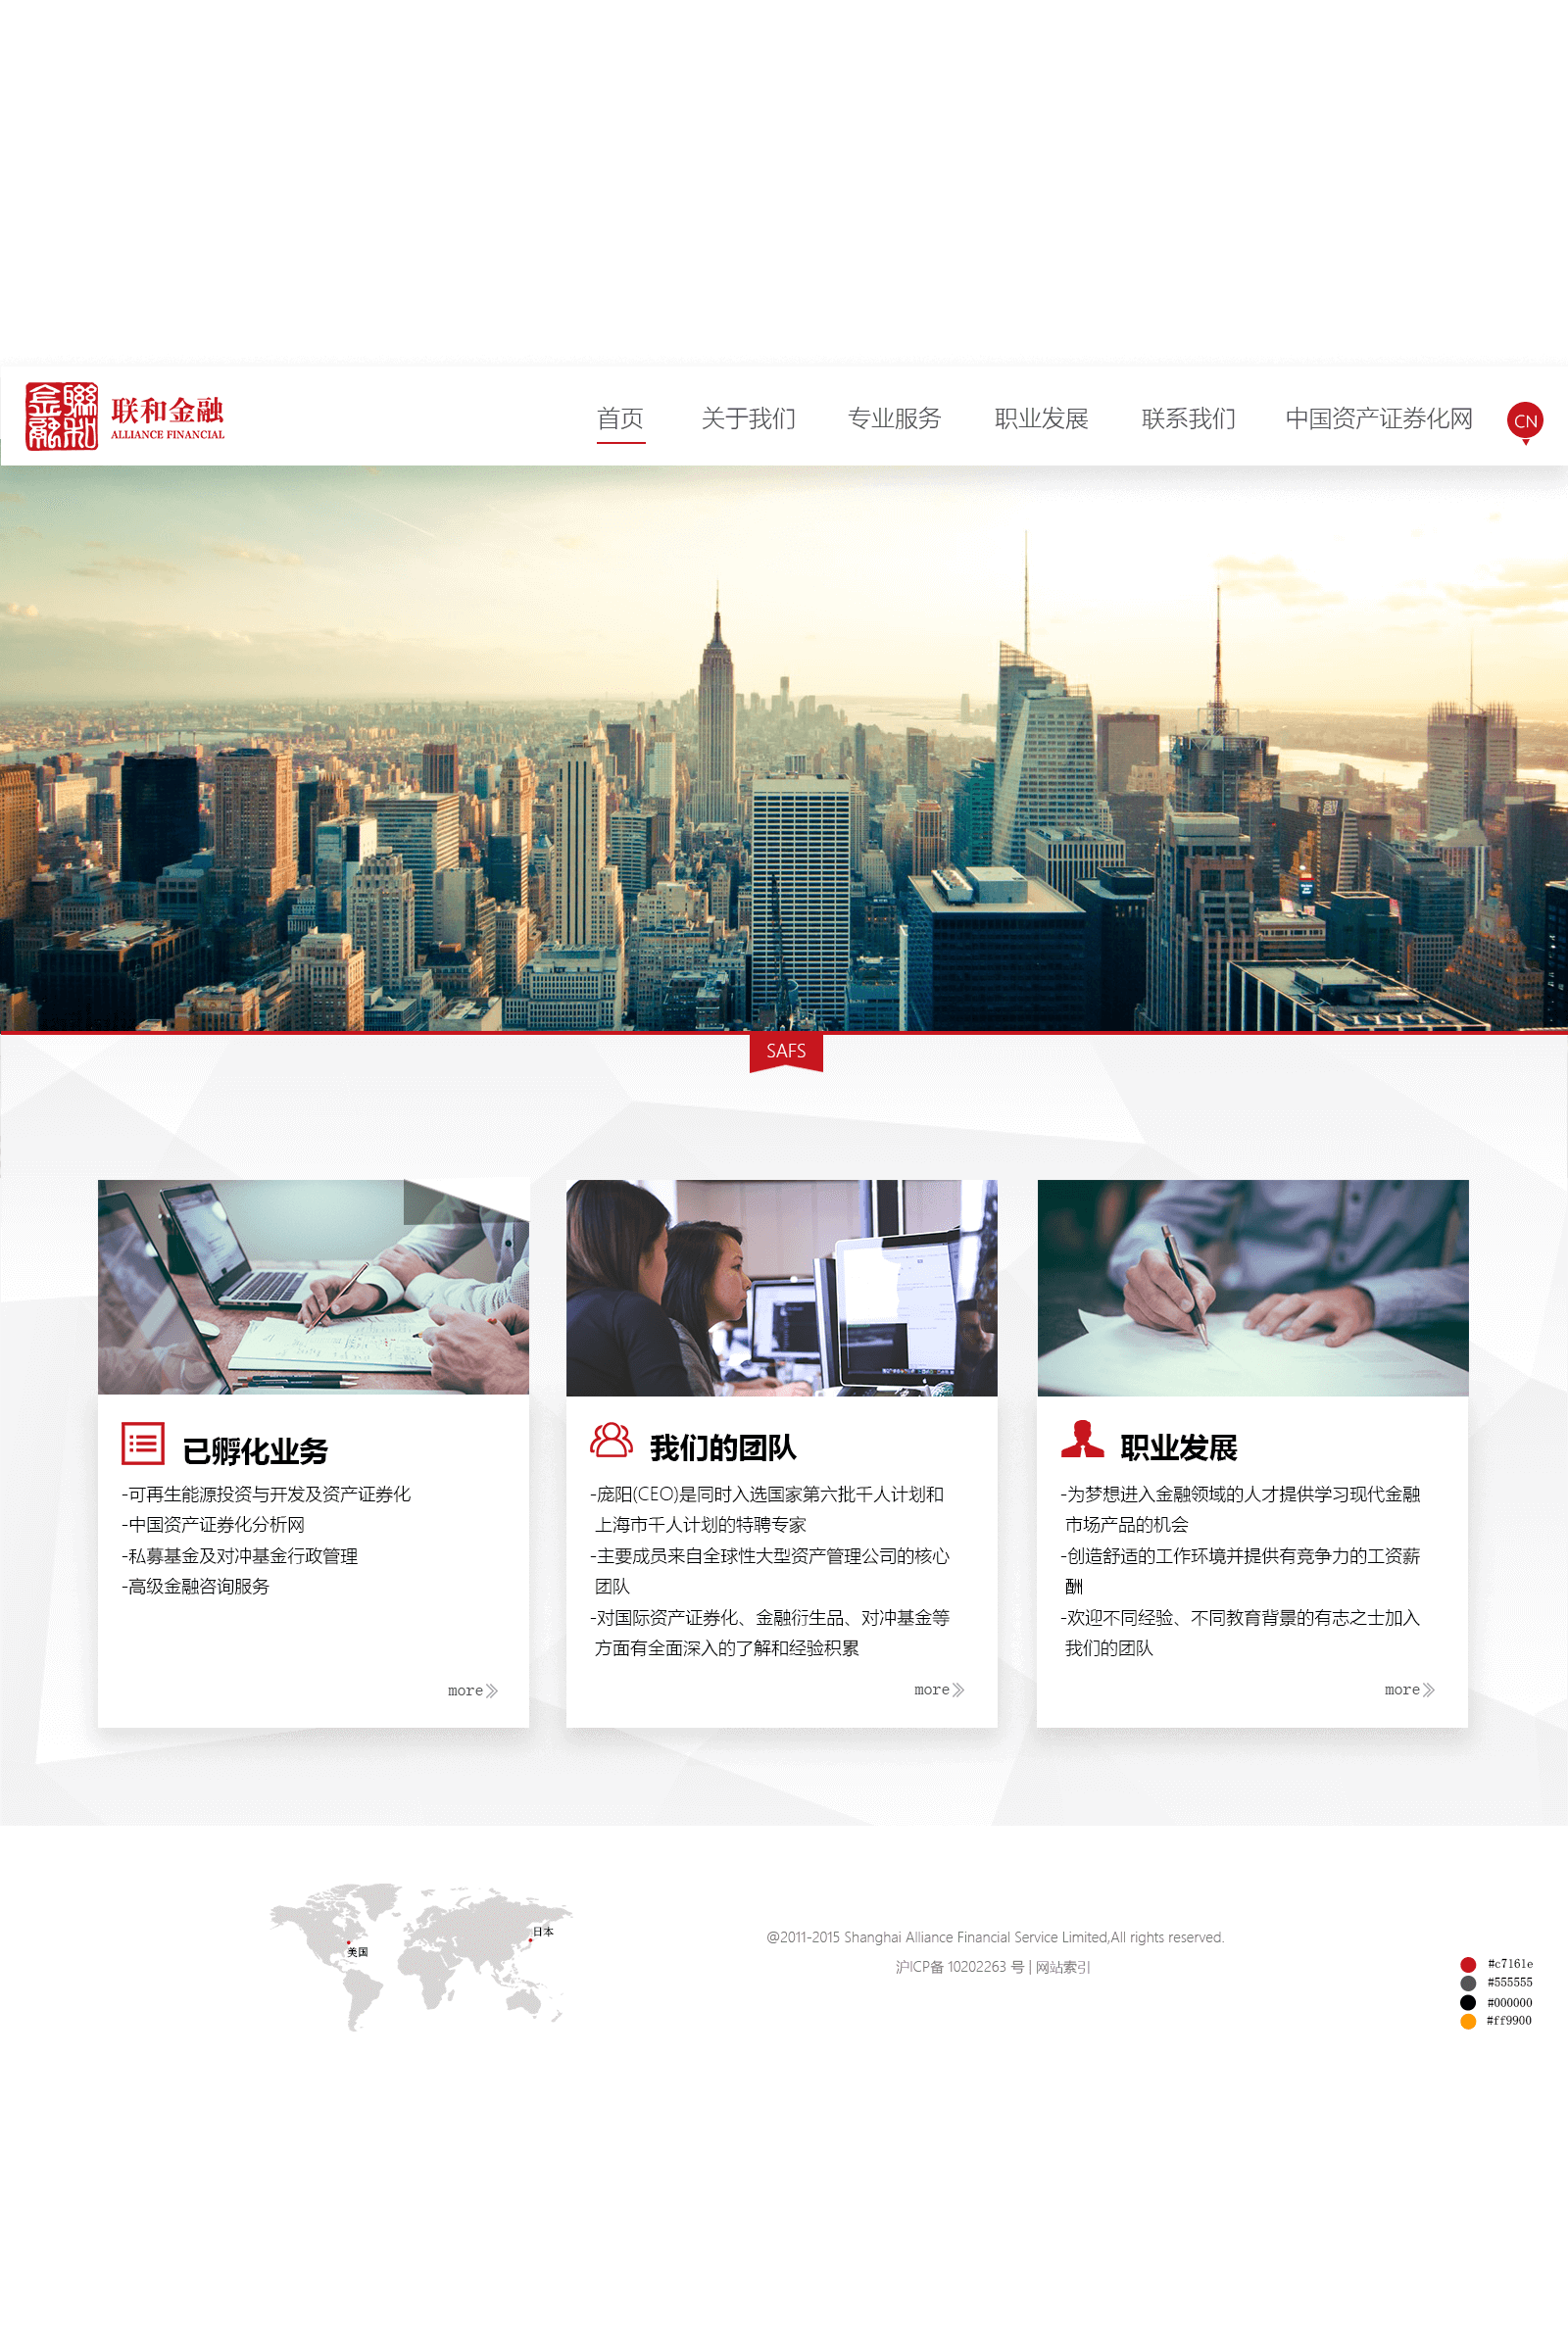 聯和金融
联和金融
ALLIANCE FINANCIAL
首页
关于我们
专业服务
职业发展
联系我们
中国资产证券化网
CN
SAFS
已孵化业务
-可再生能源投资与开发及资产证券化
-中国资产证券化分析网
-私募基金及对冲基金行政管理
-高级金融咨询服务
more
我们的团队
-庞阳(CEO)是同时入选国家第六批千人计划和
上海市千人计划的特聘专家
-主要成员来自全球性大型资产管理公司的核心
团队
-对国际资产证券化、金融衍生品、对冲基金等
方面有全面深入的了解和经验积累
more
职业发展
-为梦想进入金融领域的人才提供学习现代金融
市场产品的机会
-创造舒适的工作环境并提供有竞争力的工资薪
酬
-欢迎不同经验、不同教育背景的有志之士加入
我们的团队
more
日本
美国
@2011-2015 Shanghai Alliance Financial Service Limited,All rights reserved.
沪ICP备 10202263 号 | 网站索引
#c7161e
#555555
#000000
#ff9900